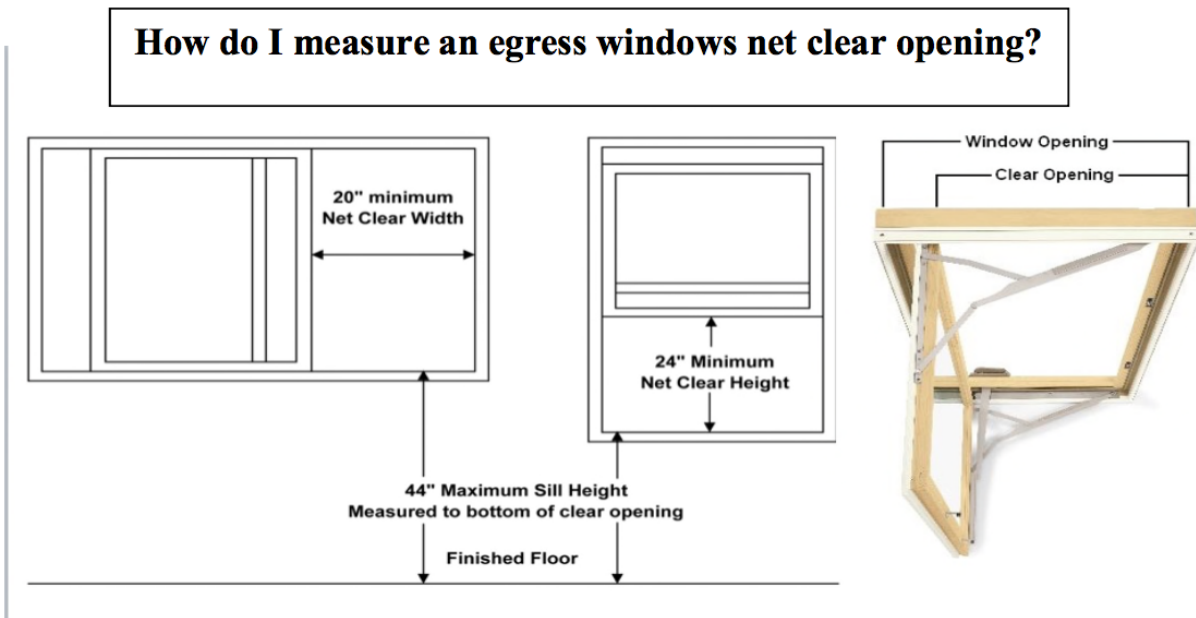 How do I measure an egress windows net clear opening?
20" minimum
Net Clear Width
24" Minimum
Net Clear Height
44" Maximum Sill Height
Measured to bottom of clear opening
Finished Floor
Window Opening
Clear Opening